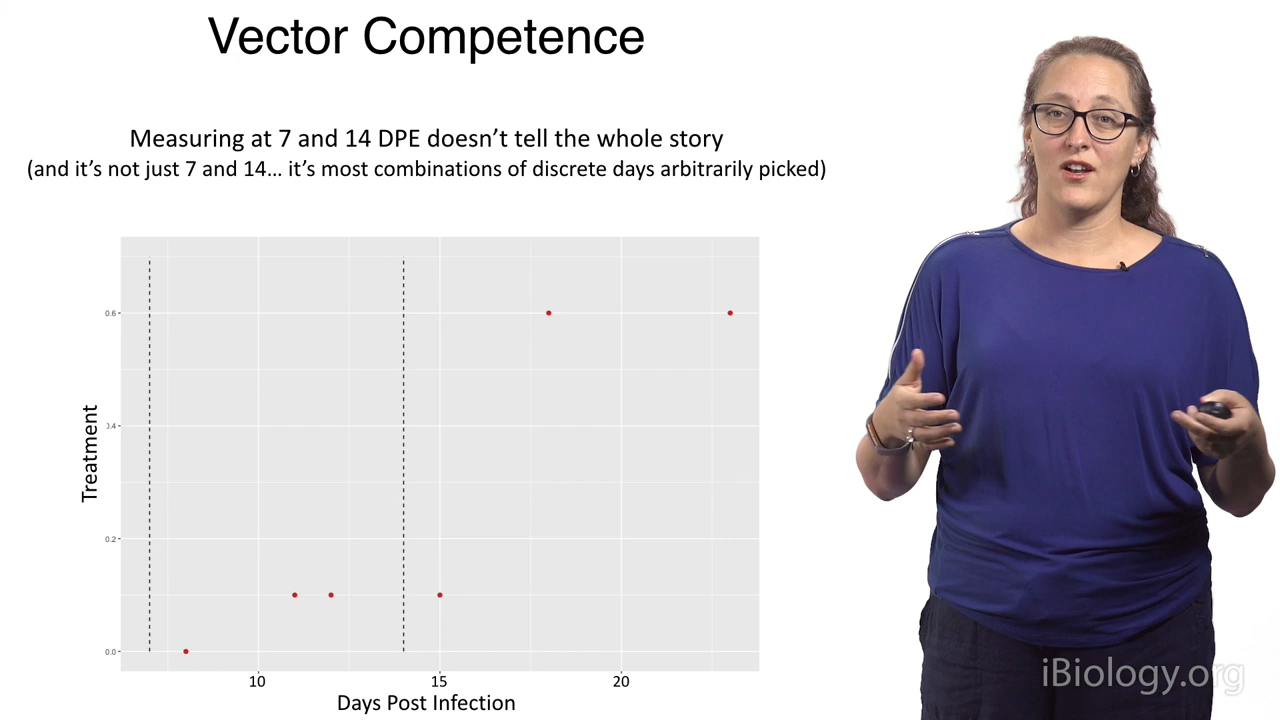 Vector Competence
Measuring at 7 and 14 DPE doesn’t tell the whole story
(and it’s not just 7 and 14... it’s most combinations of discrete days arbitrarily picked)
0.6
0.4
0.2
0.0
Treatment
10
15
20
Days Post Infection
iBiology.org